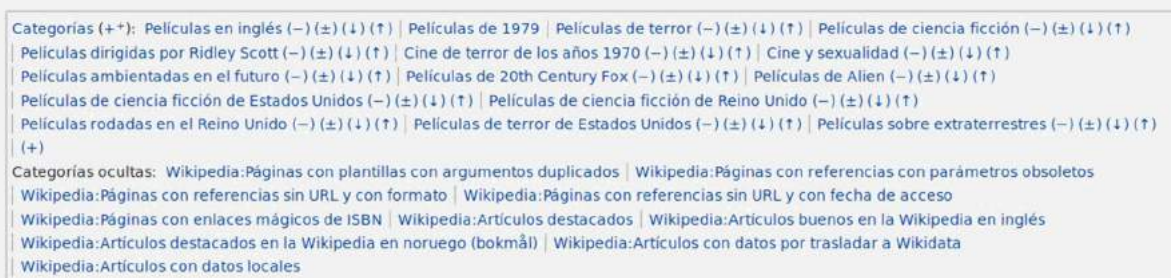 Categorías (++): Películas en inglés (−) (±) (↓) (↑) | Películas de 1979 | Películas de terror (−) (±) (↓) (↑) | Películas de ciencia ficción (−) (±) (↓) (↑)
| Películas dirigidas por Ridley Scott (−) (±) (↓) (↑) | Cine de terror de los años 1970 (−) (±) (↓) (↑) | Cine y sexualidad (−) (±) (↓) (↑)
| Películas ambientadas en el futuro (−) (±) (↓) (↑) | Películas de 20th Century Fox (−) (±) (↓) (↑) | Películas de Alien (−) (±) (↓) (↑)
| Películas de ciencia ficción de Estados Unidos (−) (±) (↓) (↑) | Películas de ciencia ficción de Reino Unido (−) (±) (↓) (↑)
| Películas rodadas en el Reino Unido (−) (±) (↓) (↑) | Películas de terror de Estados Unidos (−) (±) (↓) (↑) | Películas sobre extraterrestres (−) (±) (↓) (↑)
| (+)
Categorías ocultas: Wikipedia:Páginas con plantillas con argumentos duplicados | Wikipedia:Páginas con referencias con parámetros obsoletos
| Wikipedia:Páginas con referencias sin URL y con formato | Wikipedia:Páginas con referencias sin URL y con fecha de acceso
| Wikipedia:Páginas con enlaces mágicos de ISBN | Wikipedia:Artículos destacados | Wikipedia:Artículos buenos en la Wikipedia en inglés
| Wikipedia:Artículos destacados en la Wikipedia en noruego (bokmål) | Wikipedia:Artículos con datos por trasladar a Wikidata
| Wikipedia:Artículos con datos locales